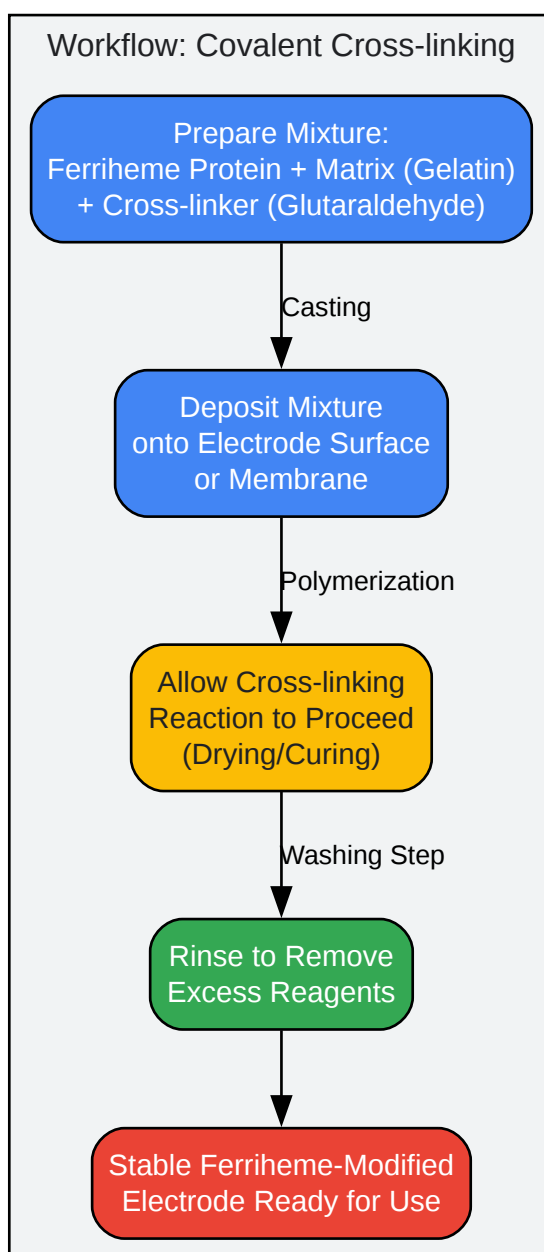 Workflow: Covalent Cross-linking
Prepare Mixture:
Ferriheme Protein + Matrix (Gelatin)
+ Cross-linker (Glutaraldehyde)
Casting
Deposit Mixture
onto Electrode Surface
or Membrane
Polymerization
Allow Cross-linking
Reaction to Proceed
(Drying/Curing)
Washing Step
Rinse to Remove
Excess Reagents
Stable Ferriheme-Modified
Electrode Ready for Use